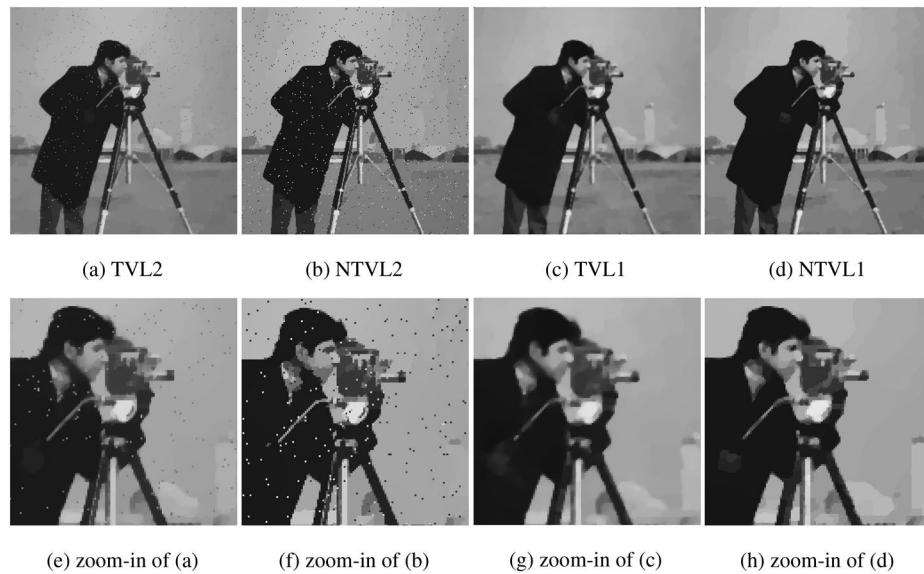 (a) TVL2
(b) NTVL2
(c) TVL1
(d) NTVL1
(e) zoom-in of (a)
(f) zoom-in of (b)
(g) zoom-in of (c)
(h) zoom-in of (d)